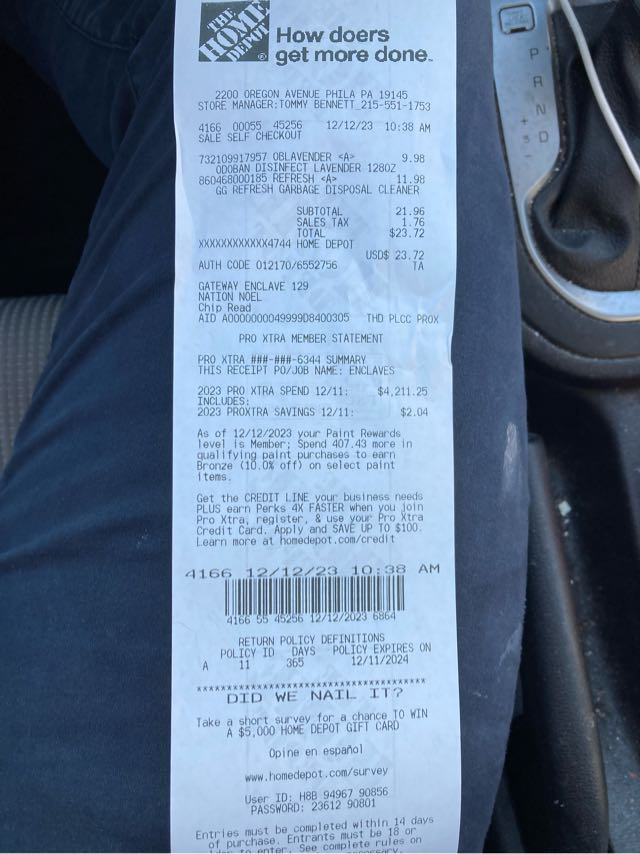 THE
HOME
DEPOT
How doers
get more done.
2200 OREGON AVENUE PHILA PA 19145
STORE MANAGER:TOMMY BENNETT 215-551-1753
4166 00055 45256 12/12/23 10:38 AM
SALE SELF CHECKOUT
732109917957 OBLAVENDER <A> 9.98
ODOBAN DISINFECT LAVENDER 128OZ
860468000185 REFRESH <A> 11.98
GG REFRESH GARBAGE DISPOSAL CLEANER
SUBTOTAL 21.96
SALES TAX 1.76
TOTAL $23.72
XXXXXXXXXXXX4744 HOME DEPOT
USD$ 23.72
AUTH CODE 012170/6552756 TA
GATEWAY ENCLAVE 129
NATION NOEL
Chip Read
AID A0000000049999D8400305 THD PLCC PROX
PRO XTRA MEMBER STATEMENT
PRO XTRA ###-###-6344 SUMMARY
THIS RECEIPT PO/JOB NAME: ENCLAVES
2023 PRO XTRA SPEND 12/11: $4,211.25
INCLUDES:
2023 PROXTRA SAVINGS 12/11: $2.04
As of 12/12/2023 your Paint Rewards
level is Member; Spend 407.43 more in
qualifying paint purchases to earn
Bronze (10.0% off) on select paint
items.
Get the CREDIT LINE your business needs
PLUS earn Perks 4X FASTER when you join
Pro Xtra, register, & use your Pro Xtra
Credit Card. Apply and SAVE UP TO $100.
Learn more at homedepot.com/credit
4166 12/12/23 10:38 AM
4166 55 45256 12/12/2023 6864
RETURN POLICY DEFINITIONS
POLICY ID DAYS POLICY EXPIRES ON
A 11 365 12/11/2024
****************************************
DID WE NAIL IT?
Take a short survey for a chance TO WIN
A $5,000 HOME DEPOT GIFT CARD
Opine en español
www.homedepot.com/survey
User ID: H8B 94967 90856
PASSWORD: 23612 90801
Entries must be completed within 14 days
of purchase. Entrants must be 18 or
older to enter. See complete rules on
P
R
N
D
+
S
-